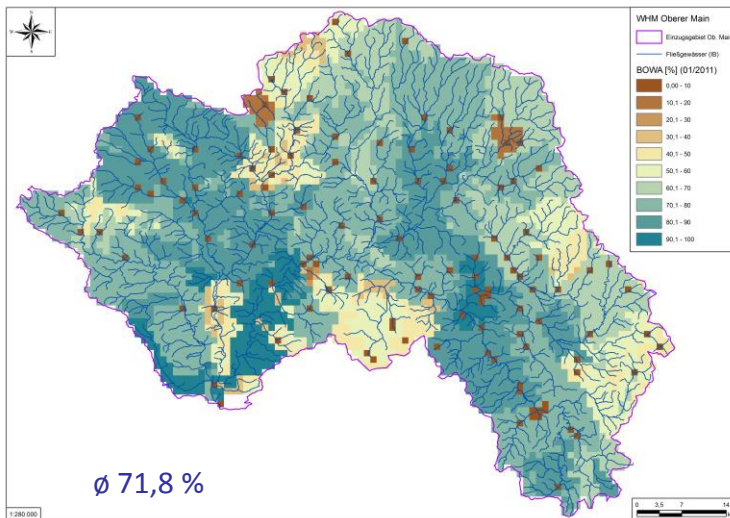 WHM Oberer Main
Einzugsgebiet Ob. Mai
Fließgewässer (IB)
BOWA [%] (01/2011)
0,00 - 10
10,1 - 20
20,1 - 30
30,1 - 40
40,1 - 50
50,1 - 60
60,1 - 70
70,1 - 80
80,1 - 90
90,1 - 100
ø 71,8 %
1:280.000
0 3,5 7 14